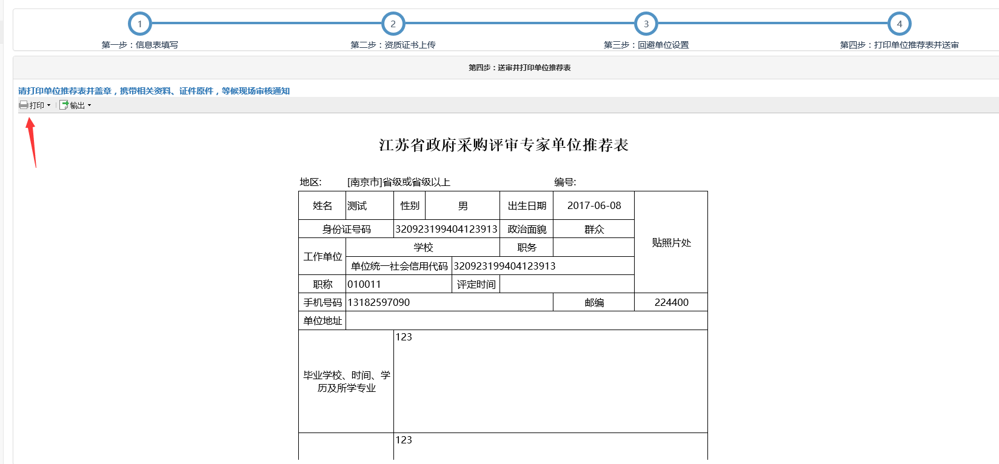 1
2
3
4
第一步：信息表填写
第二步：资质证书上传
第三步：回避单位设置
第四步：打印单位推荐表并送审
第四步：送审并打印单位推荐表
请打印单位推荐表并盖章，携带相关资料、证件原件，等候现场审核通知
打印 输出
江苏省政府采购评审专家单位推荐表
地区: [南京市]省级或省级以上 编号:
姓名 测试 性别 男 出生日期 2017-06-08
身份证号码 320923199404123913 政治面貌 群众
贴照片处
工作单位 学校 职务
单位统一社会信用代码 320923199404123913
职称 010011 评定时间
手机号码 13182597090 邮编 224400
单位地址
123
毕业学校、时间、学
历及所学专业
123